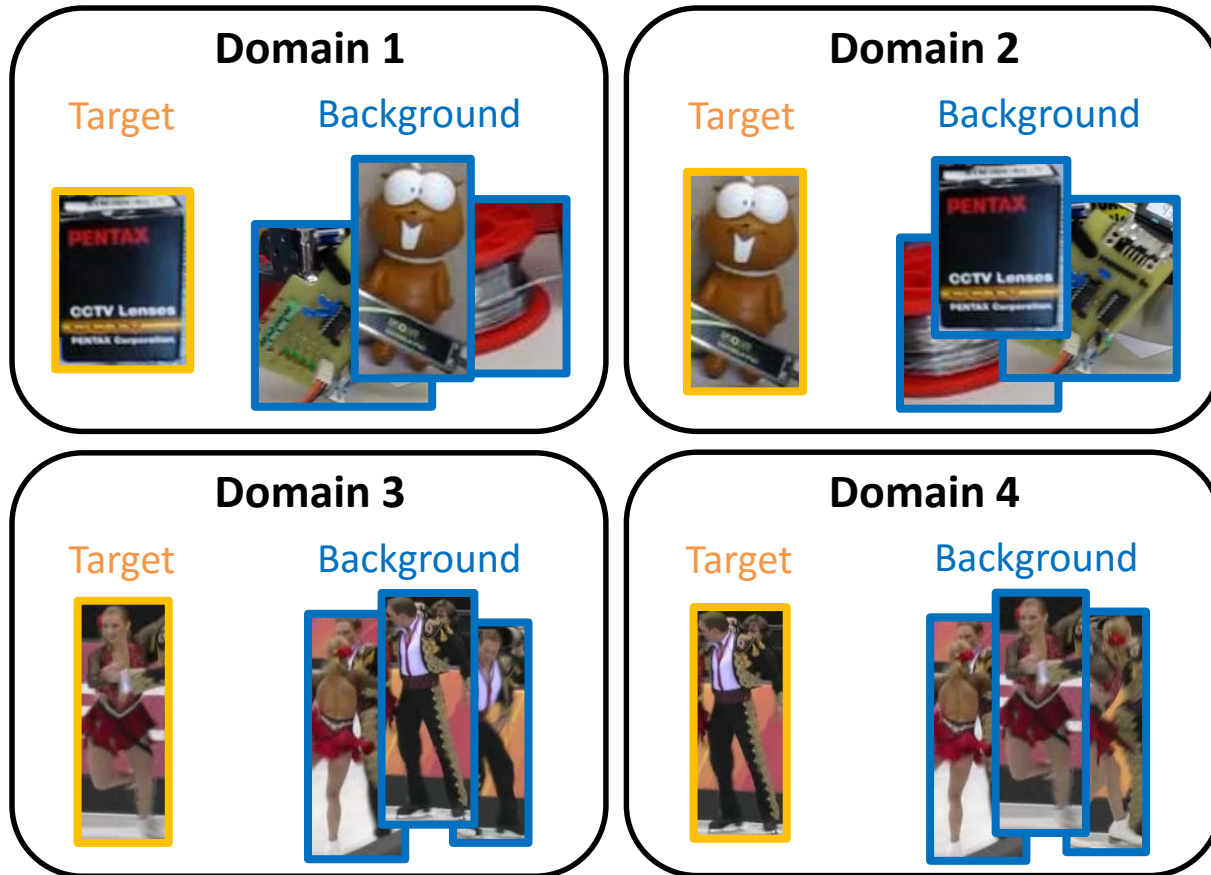 Domain 1
Target
Background
PENTAX
CCTV Lenses
PENTAX Corporation
Domain 2
Target
Background
PENTAX
CCTV Lenses
PENTAX Corporation
Domain 3
Target
Background
Domain 4
Target
Background